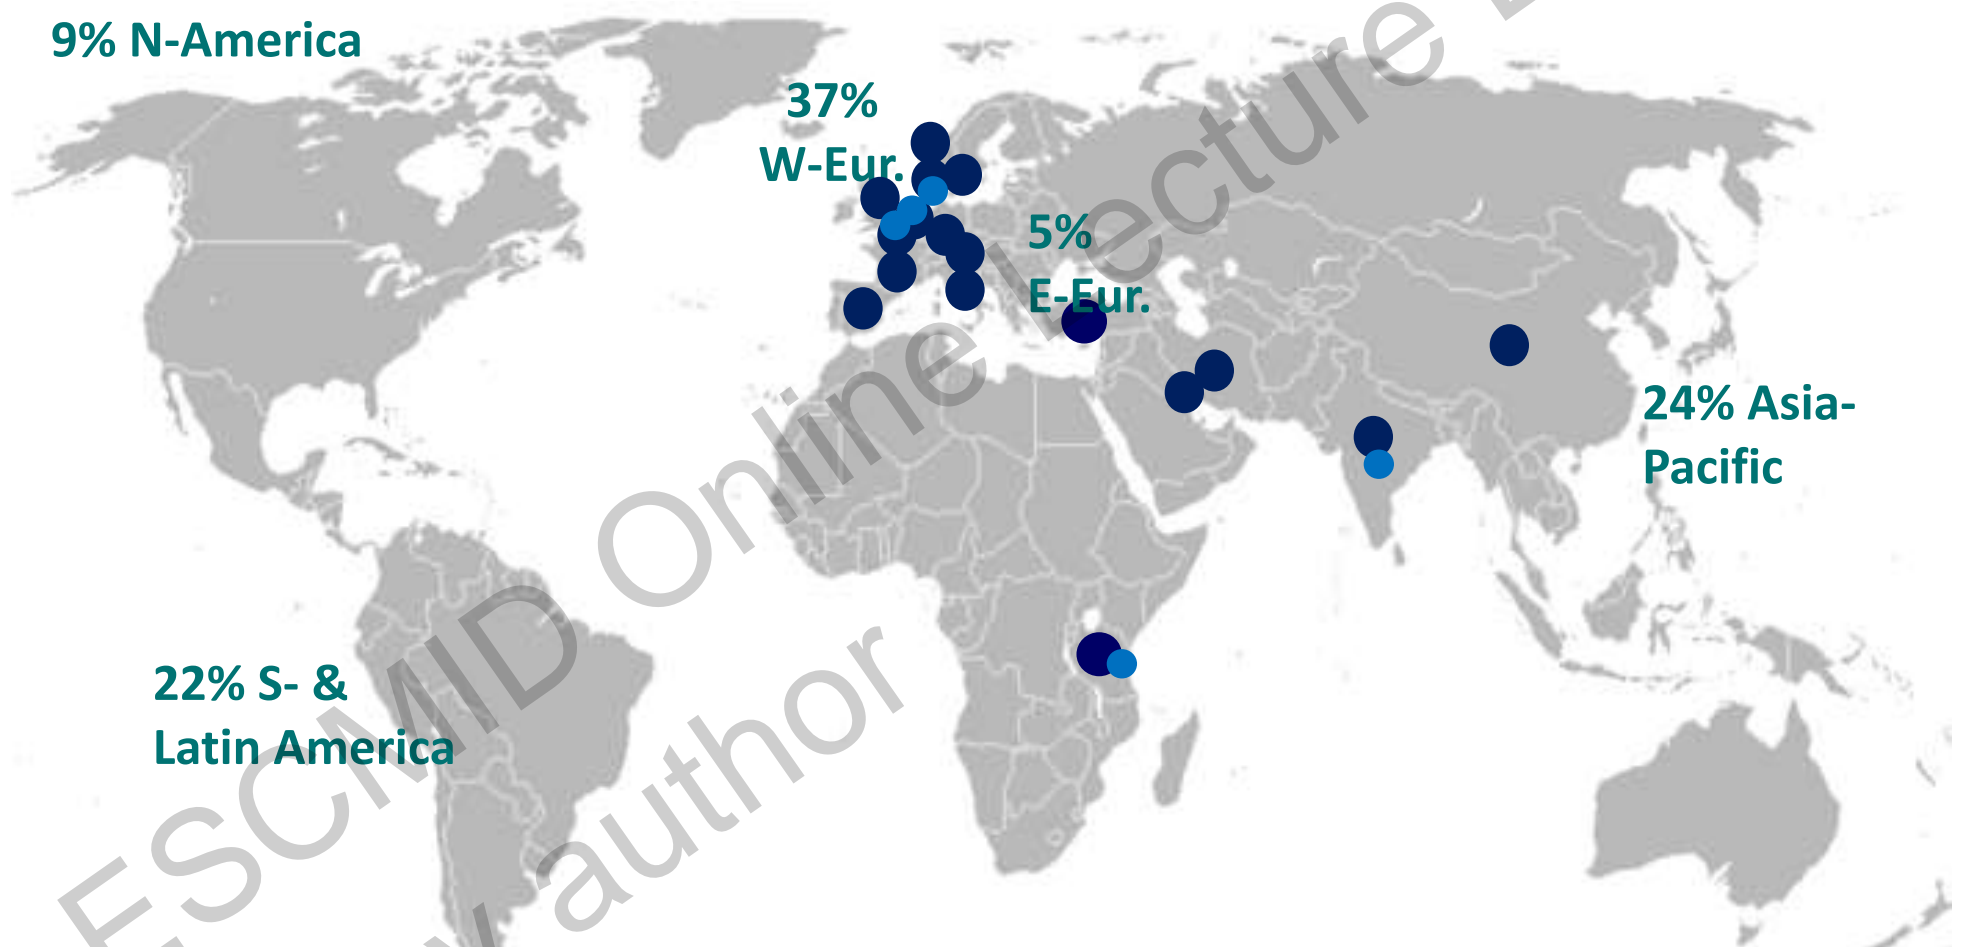 9% N-America
37%
W-Eur.
5%
E-Eur.
24% Asia-
Pacific
22% S- &
Latin America
ESCMID Online Lecture
author